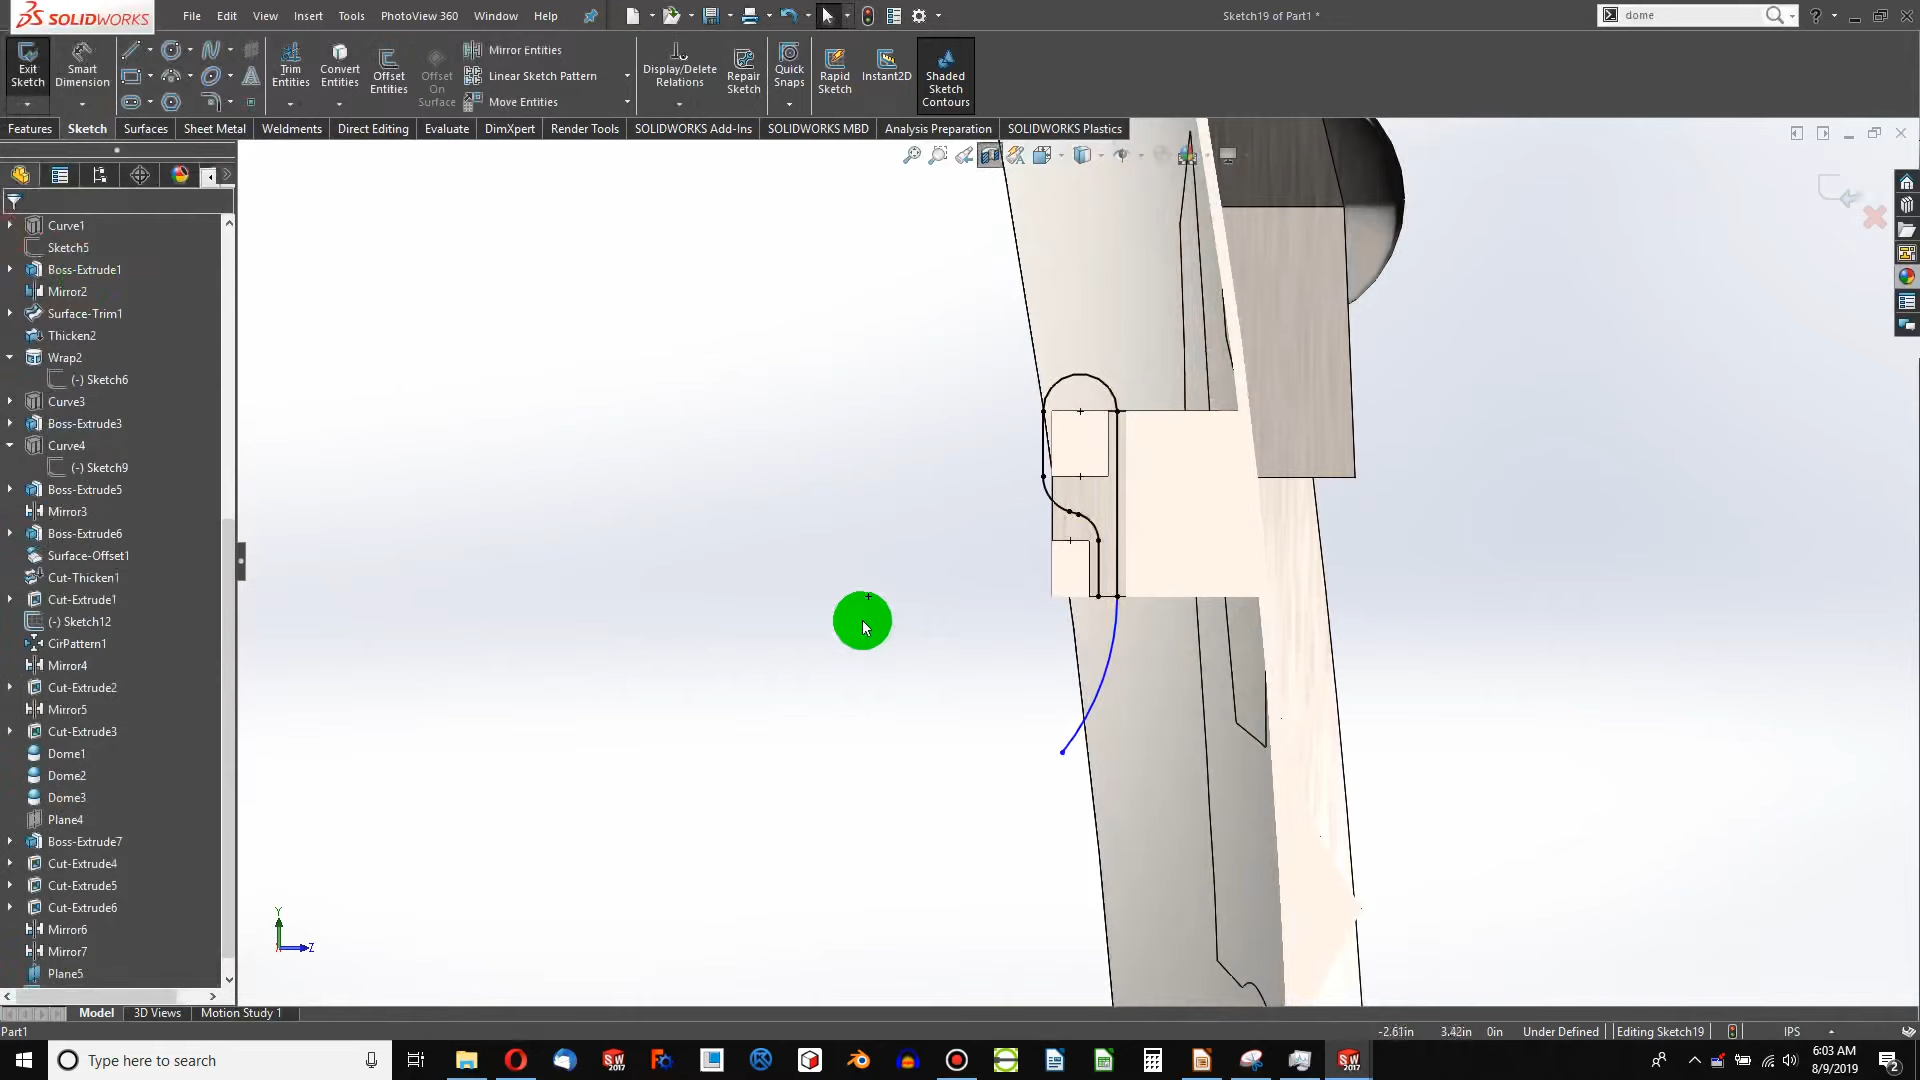 SOLIDWORKS
File Edit View Insert Tools PhotoView 360 Window Help
Sketch19 of Part1 *
dome
Exit Sketch
Smart Dimension
Trim Entities
Convert Entities
Offset Entities
Offset On Surface
Mirror Entities
Linear Sketch Pattern
Move Entities
Display/Delete Relations
Repair Sketch
Quick Snaps
Rapid Sketch
Instant2D
Shaded Sketch Contours
Features Sketch Surfaces Sheet Metal Weldments Direct Editing Evaluate DimXpert Render Tools SOLIDWORKS Add-Ins SOLIDWORKS MBD Analysis Preparation SOLIDWORKS Plastics
Curve1
Sketch5
Boss-Extrude1
Mirror2
Surface-Trim1
Thicken2
Wrap2
(-) Sketch6
Curve3
Boss-Extrude3
Curve4
(-) Sketch9
Boss-Extrude5
Mirror3
Boss-Extrude6
Surface-Offset1
Cut-Thicken1
Cut-Extrude1
(-) Sketch12
CirPattern1
Mirror4
Cut-Extrude2
Mirror5
Cut-Extrude3
Dome1
Dome2
Dome3
Plane4
Boss-Extrude7
Cut-Extrude4
Cut-Extrude5
Cut-Extrude6
Mirror6
Mirror7
Plane5
Y
Z
Model 3D Views Motion Study 1
Part1
-2.61in 3.42in 0in Under Defined Editing Sketch19 IPS
Type here to search
SW 2017
SW 2017
6:03 AM
8/9/2019
2